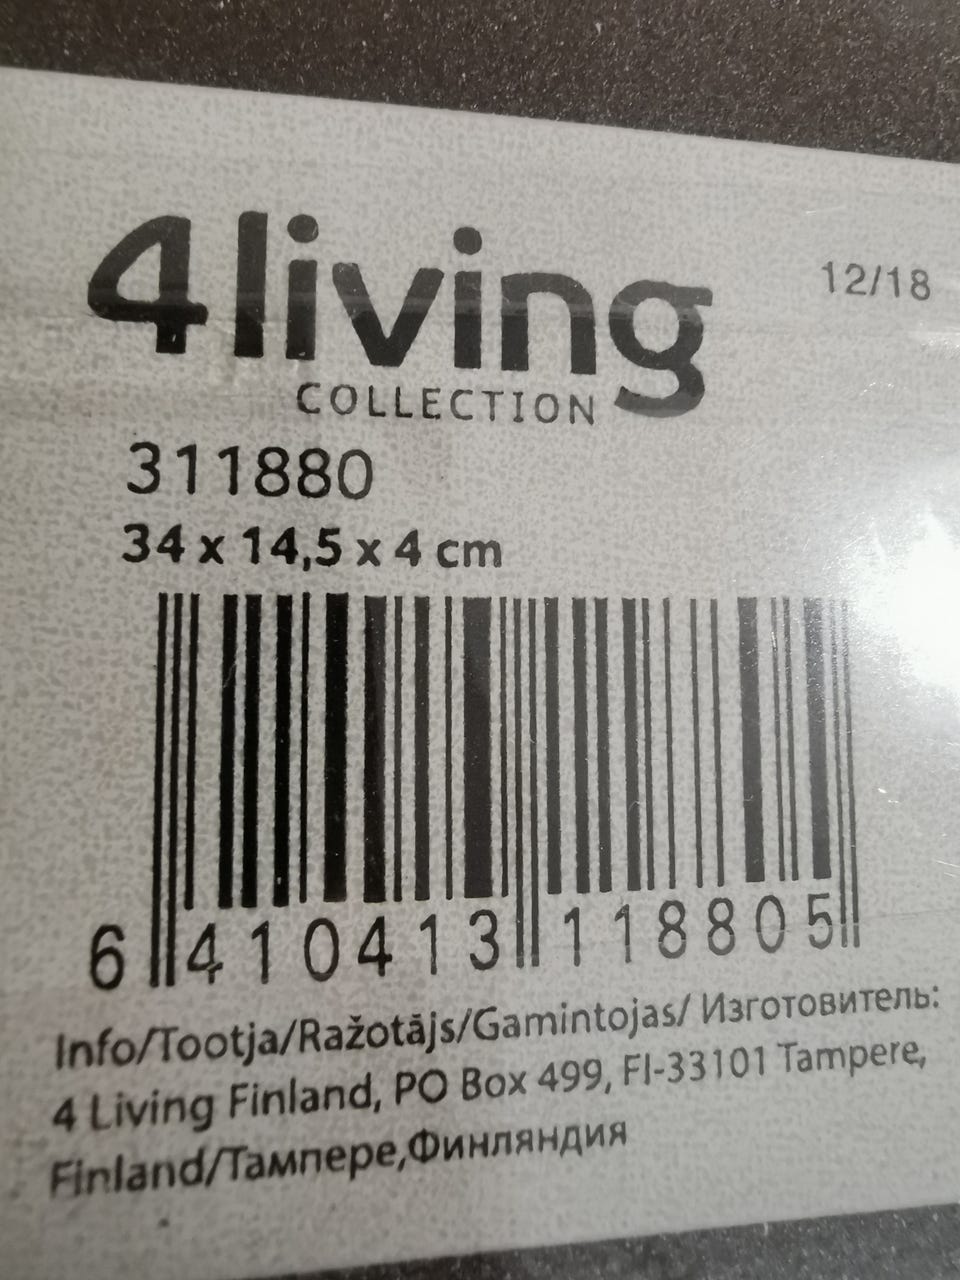 4living
12/18
COLLECTION
311880
34 x 14,5 x 4 cm
6 410413 118805
Info/Tootja/Ražotājs/Gamintojas/ Изготовитель:
4 Living Finland, PO Box 499, FI-33101 Tampere,
Finland/Тампере,Финляндия